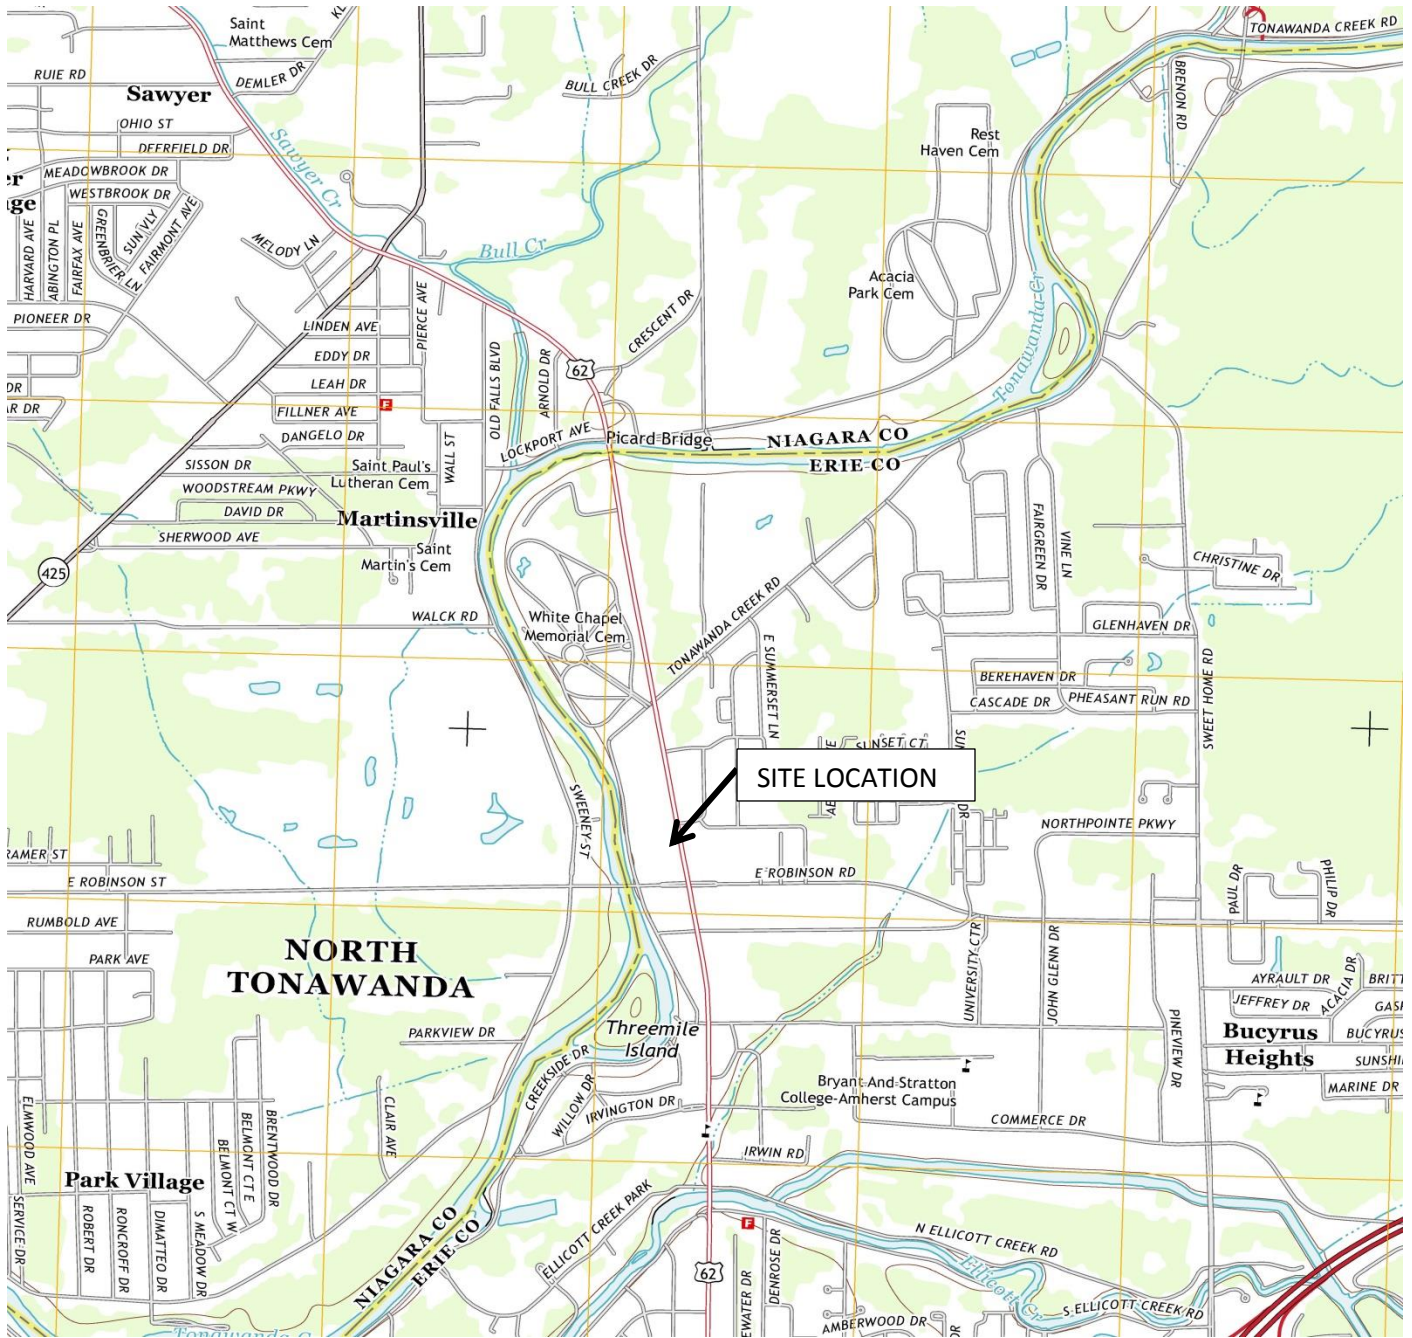 TONAWANDA CREEK RD
Saint
Matthews Cem
RUIE RD
DEMLER DR
BULL CREEK DR
Sawyer
BRENON RD
OHIO ST
DEERFIELD DR
Rest
Haven Cem
Sawyer Cr
MEADOWBROOK DR
WESTBROOK DR
HARVARD AVE
ABINGTON PL
FAIRFAX AVE
GREENBRIER LN
FAIRMONT AVE
MELODY LN
Bull Cr
Acacia
Park Cem
PIONEER DR
LINDEN AVE
PIERCE AVE
CRESCENT DR
Tonawanda Cr
EDDY DR
OLD FALLS BLVD
ARNOLD DR
62
LEAH DR
FILLNER AVE
F
DANGELO DR
LOCKPORT AVE
Picard Bridge
NIAGARA CO
ERIE CO
WALL ST
SISSON DR
Saint Paul's
Lutheran Cem
WOODSTREAM PKWY
DAVID DR
Martinsville
SHERWOOD AVE
Saint
Martin's Cem
425
FAIRGREEN DR
VINE LN
CHRISTINE DR
WALCK RD
White Chapel
Memorial Cem
TONAWANDA CREEK RD
E SUMMERSET LN
GLENHAVEN DR
SWEET HOME RD
BEREHAVEN DR
CASCADE DR
PHEASANT RUN RD
SUNSET CT
SITE LOCATION
SWEENEY ST
NORTHPOINTE PKWY
E ROBINSON ST
E ROBINSON RD
PAUL DR
PHILIP DR
RUMBOLD AVE
PARK AVE
NORTH
TONAWANDA
UNIVERSITY CTR
JOHN GLENN DR
AYRAULT DR
ACACIA DR
JEFFREY DR
PARKVIEW DR
Threemile
Island
PINEVIEW DR
Bucyrus
Heights
BUCYRUS
MARINE DR
CREEKSIDE DR
WILLOW DR
IRVINGTON DR
Bryant And Stratton
College-Amherst Campus
COMMERCE DR
ELMWOOD AVE
BELMONT CT E
BRENTWOOD DR
BELMONT CT W
CLAIR AVE
IRWIN RD
Park Village
SERVICE DR
ROBERT DR
RONCROFF DR
DIMATTEO DR
S MEADOW DR
NIAGARA CO
ERIE CO
ELLICOTT CREEK PARK
F
DENROSE DR
N ELLICOTT CREEK RD
Ellicott Cr
62
S ELLICOTT CREEK RD
AMBERWOOD DR